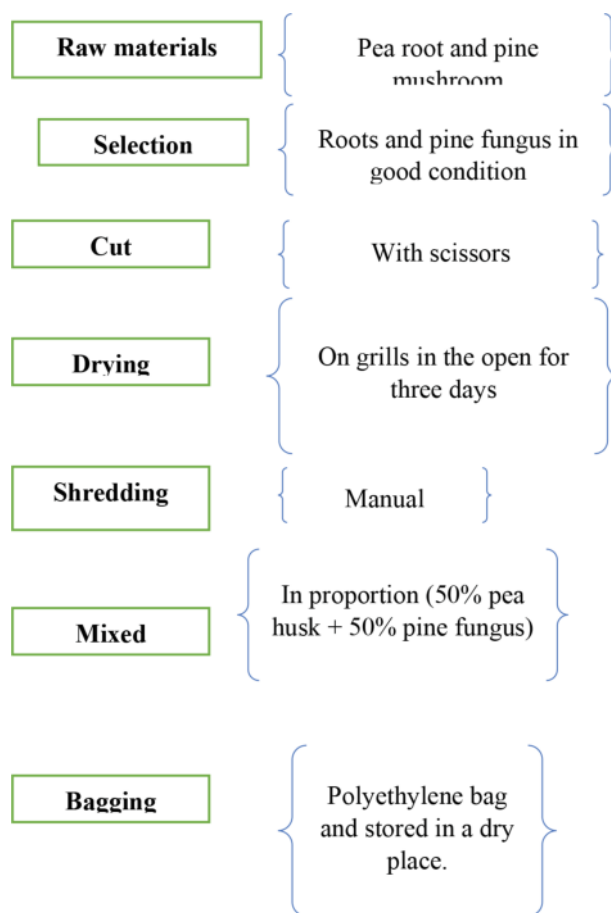 Raw materials
Pea root and pine
mushroom
Selection
Roots and pine fungus in
good condition
Cut
With scissors
Drying
On grills in the open for
three days
Shredding
Manual
Mixed
In proportion (50% pea
husk + 50% pine fungus)
Bagging
Polyethylene bag
and stored in a dry
place.